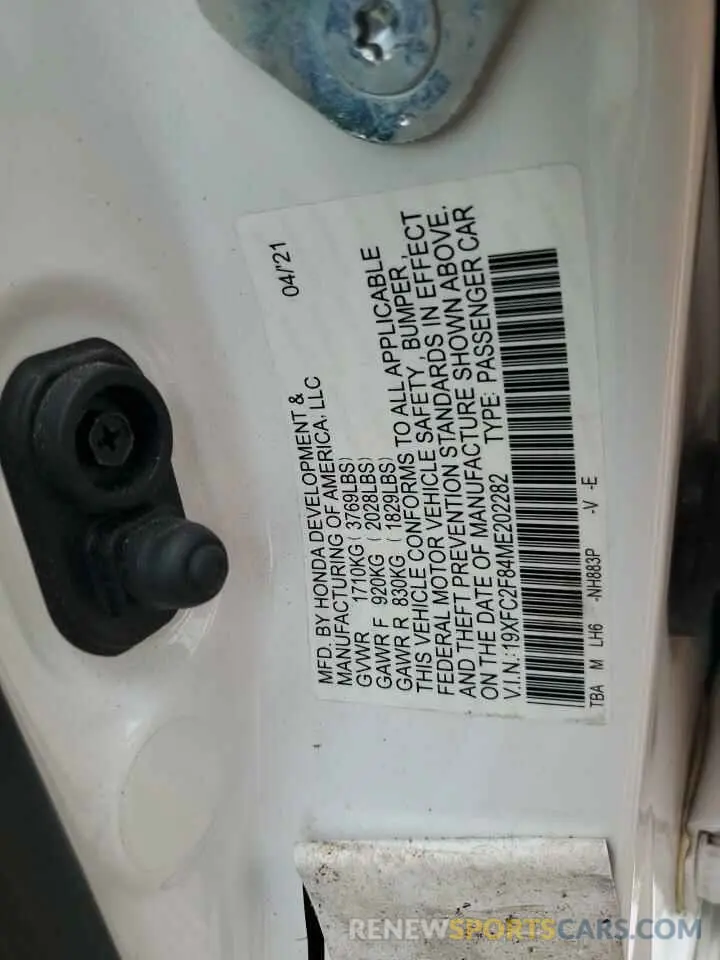 04/'21
MFD. BY HONDA DEVELOPMENT &
MANUFACTURING OF AMERICA, LLC
GVWR 1710KG (3769LBS)
GAWR F 920KG (2028LBS)
GAWR R 830KG (1829LBS)
THIS VEHICLE CONFORMS TO ALL APPLICABLE
FEDERAL MOTOR VEHICLE SAFETY, BUMPER,
AND THEFT PREVENTION STANDARDS IN EFFECT
ON THE DATE OF MANUFACTURE SHOWN ABOVE.
V.I.N.:19XFC2F84ME202282 TYPE: PASSENGER CAR
TBA M LH6 -NH883P -V -E
RENEWSPORTSCARS.COM